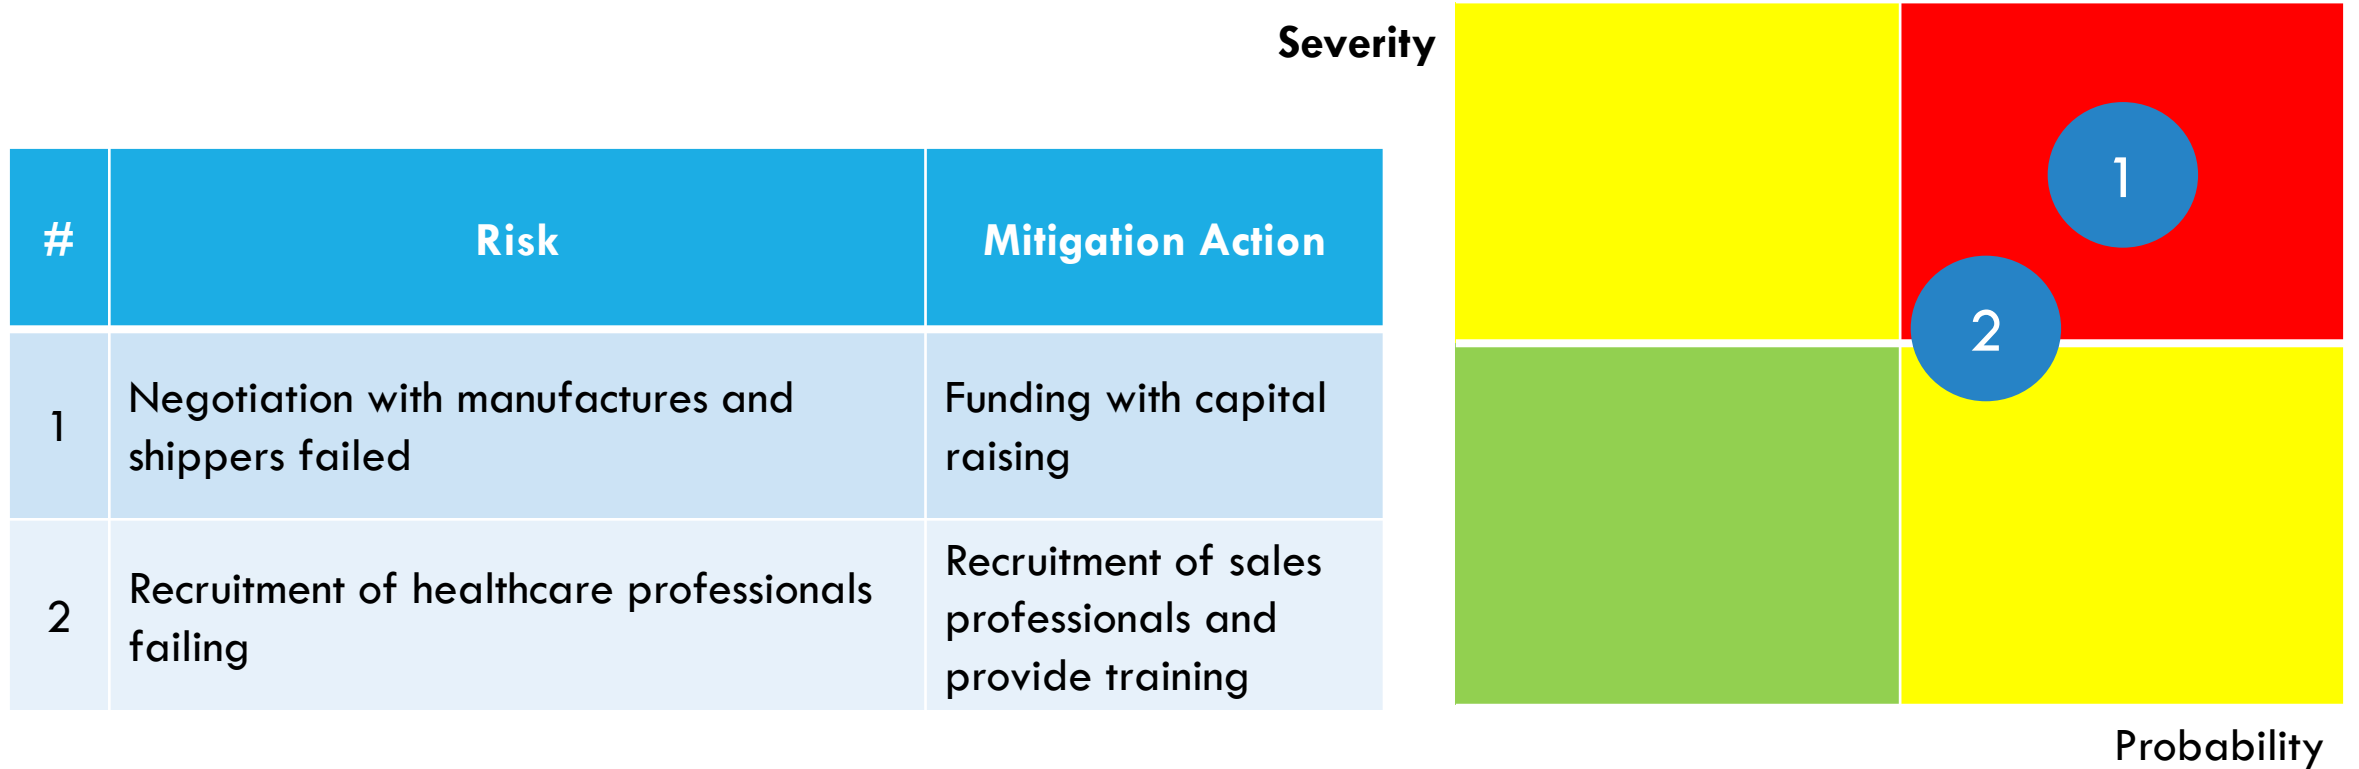 Severity
# Risk Mitigation Action
1
Negotiation with manufactures and
shippers failed
Funding with capital
raising
2
Recruitment of healthcare professionals
failing
Recruitment of sales
professionals and
provide training
1
2
Probability